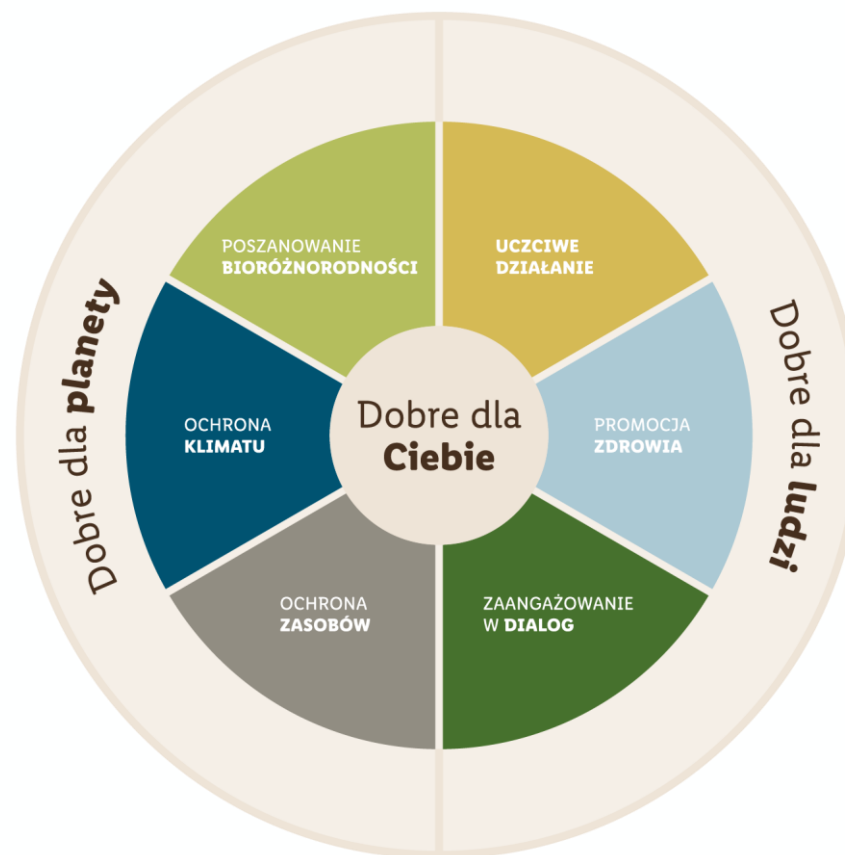 POSZANOWANIE
BIORÓŻNORODNOŚCI
UCZCIWE
DZIAŁANIE
Dobre dla planety
OCHRONA
KLIMATU
Dobre dla
Ciebie
PROMOCJA
ZDROWIA
Dobre dla ludzi
OCHRONA
ZASOBÓW
ZAANGAŻOWANIE
W DIALOG